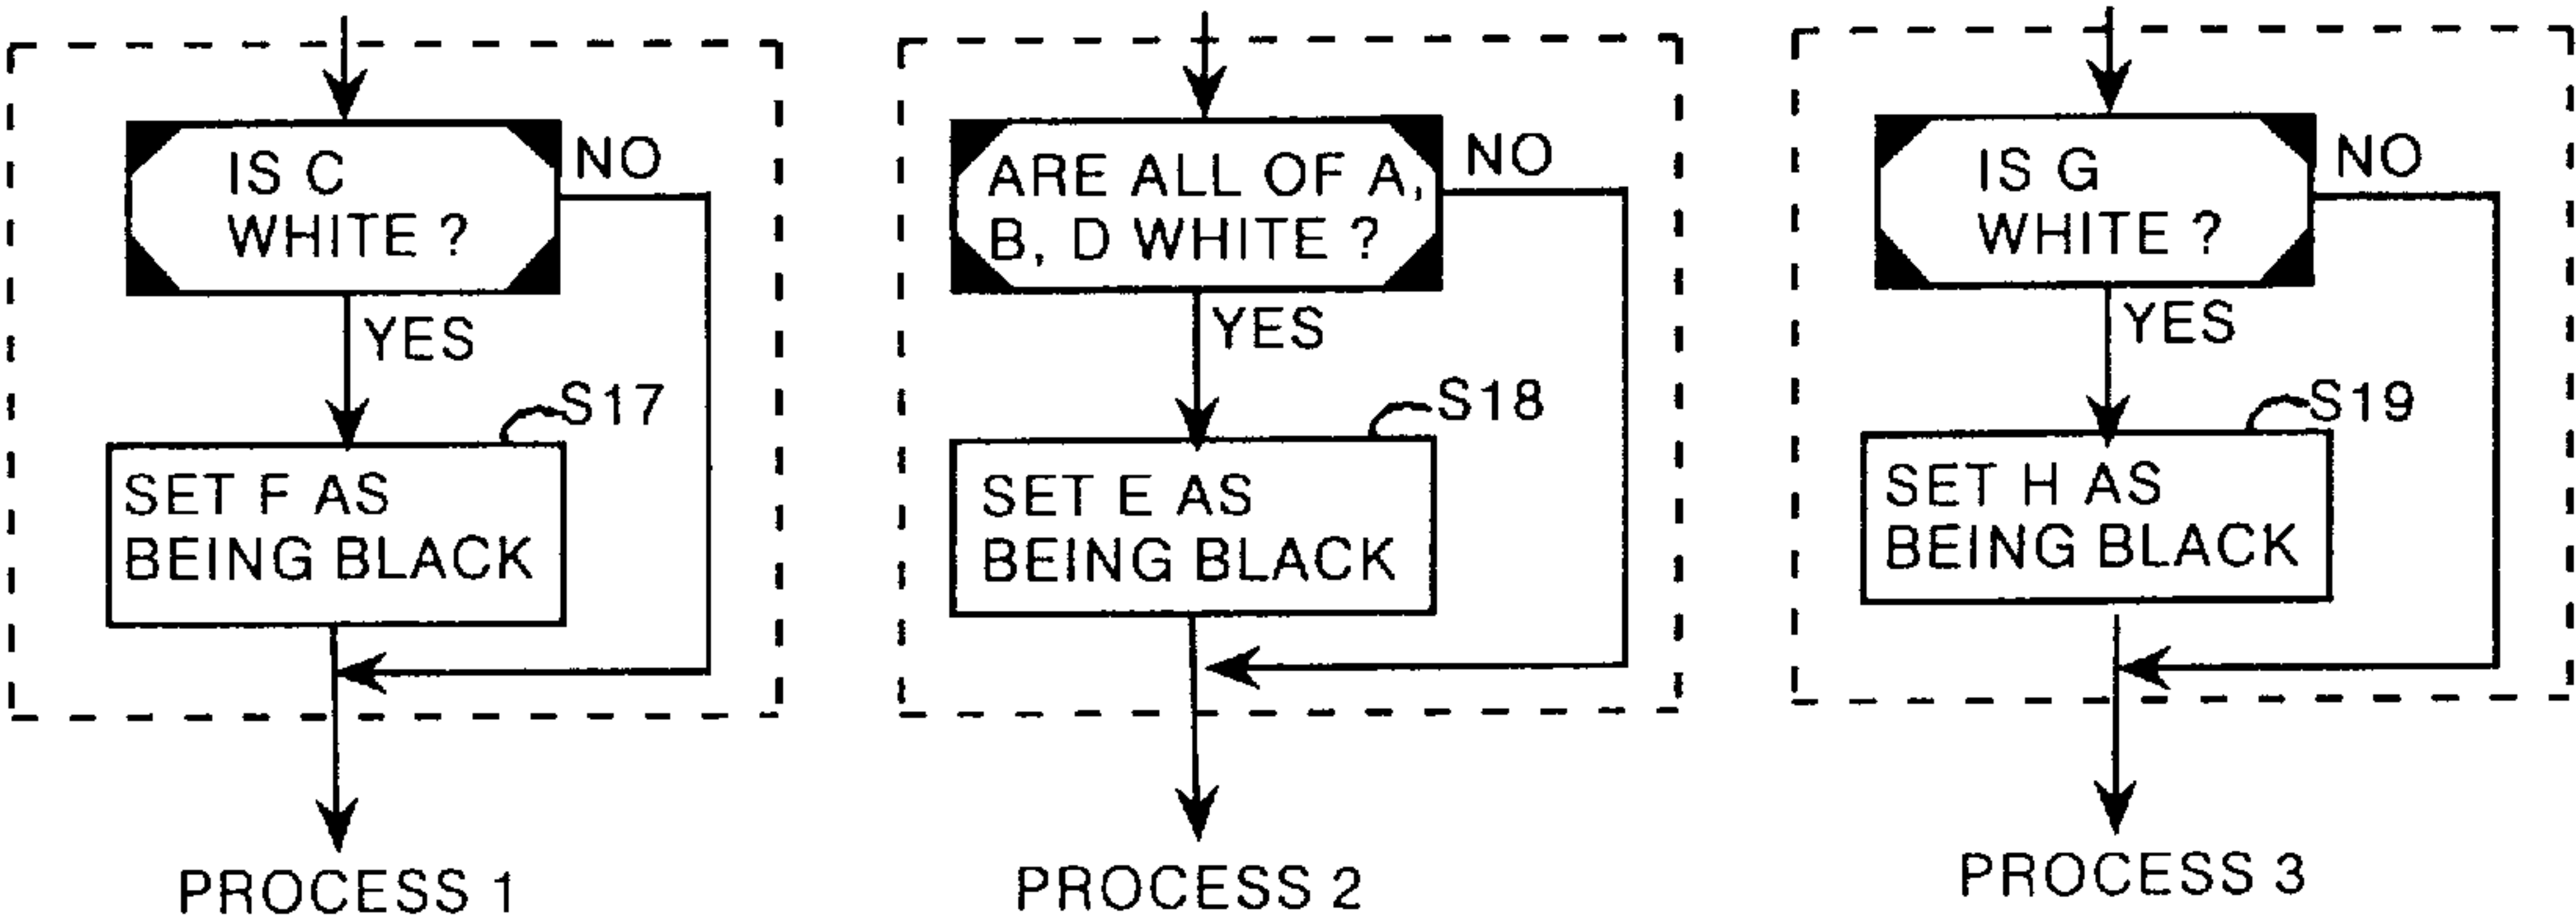 IS C
WHITE ?
NO
YES
S17
SET F AS
BEING BLACK
PROCESS 1
ARE ALL OF A,
B, D WHITE ?
NO
YES
S18
SET E AS
BEING BLACK
PROCESS 2
IS G
WHITE ?
NO
YES
S19
SET H AS
BEING BLACK
PROCESS 3